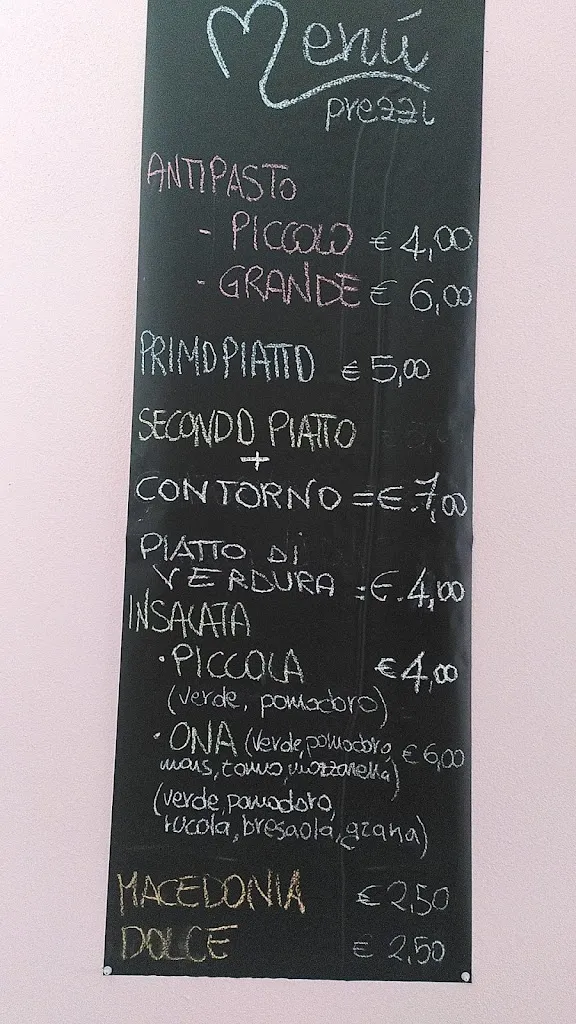 Menú
prezzi
ANTIPASTO
- PICCOLO € 4,00
- GRANDE € 6,00
PRIMO PIATTO € 5,00
SECONDO PIATTO
+
CONTORNO = €.7,00
PIATTO DI
VERDURA = €.4,00
INSALATA
• PICCOLA € 4,00
(verde, pomodoro)
• ONA (verde, pomodoro, € 6,00
mais, tonno, mozzarella)
(verde, pomodoro,
rucola, bresaola, grana)
MACEDONIA € 2,50
DOLCE € 2,50